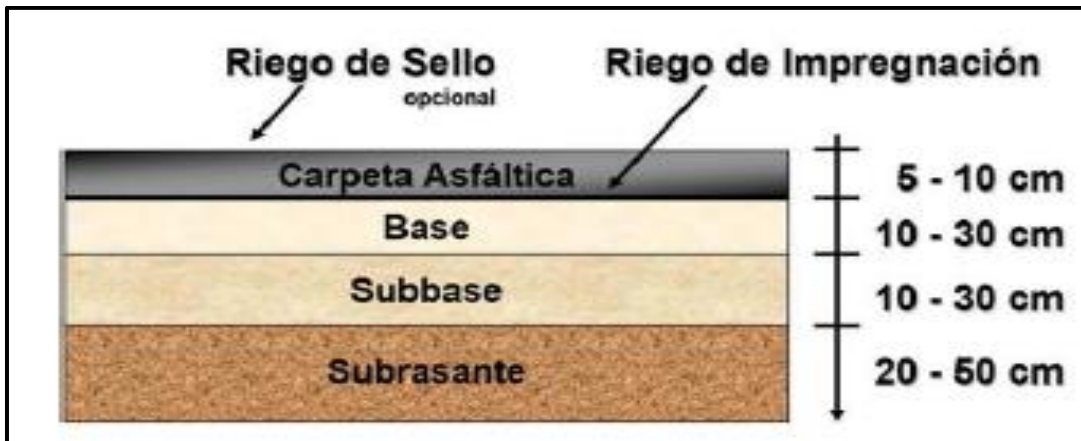 Riego de Sello
opcional
Riego de Impregnación
Carpeta Asfáltica
5 - 10 cm
Base
10 - 30 cm
Subbase
10 - 30 cm
Subrasante
20 - 50 cm